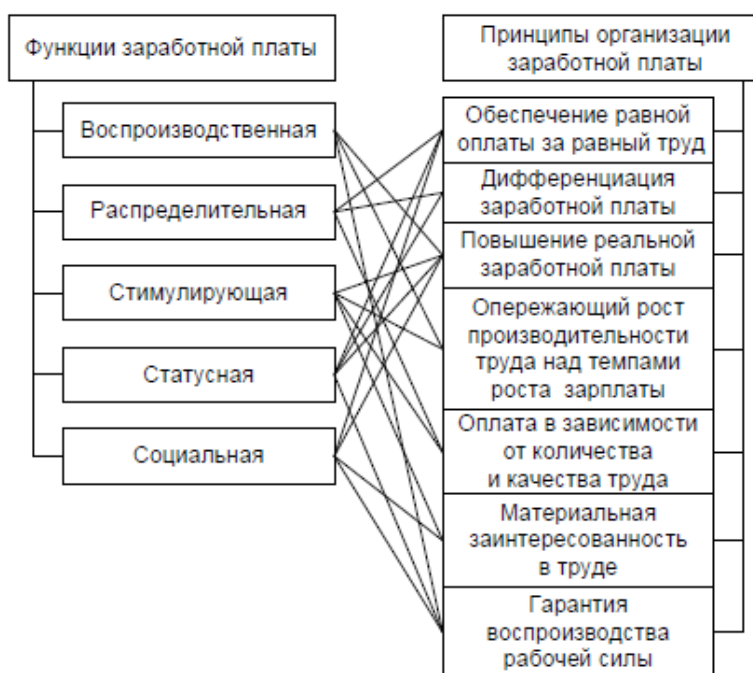 Функции заработной платы
Воспроизводственная
Распределительная
Стимулирующая
Статусная
Социальная
Принципы организации
заработной платы
Обеспечение равной
оплаты за равный труд
Дифференциация
заработной платы
Повышение реальной
заработной платы
Опережающий рост
производительности
труда над темпами
роста зарплаты
Оплата в зависимости
от количества
и качества труда
Материальная
заинтересованность
в труде
Гарантия
воспроизводства
рабочей силы